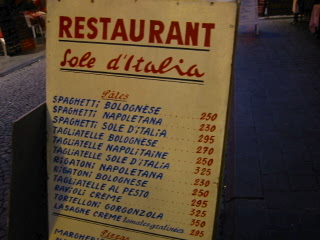 RESTAURANT
Sole d'Italia
Pâtes
SPAGHETTI BOLOGNÈSE 250
SPAGHETTI NAPOLETANA 230
SPAGHETTI SOLE D'ITALIA 295
TAGLIATELLE BOLOGNESE 270
TAGLIATELLE NAPOLITAINE 250
TAGLIATELLE SOLE D'ITALIA 325
RIGATONI NAPOLETANA 230
RIGATONI BOLOGNESE 250
TAGLIATELLE AL PESTO 295
RAVIOLI CREME 325
TORTELLONI GORGONZOLA 350
LASAGNE CREME 295